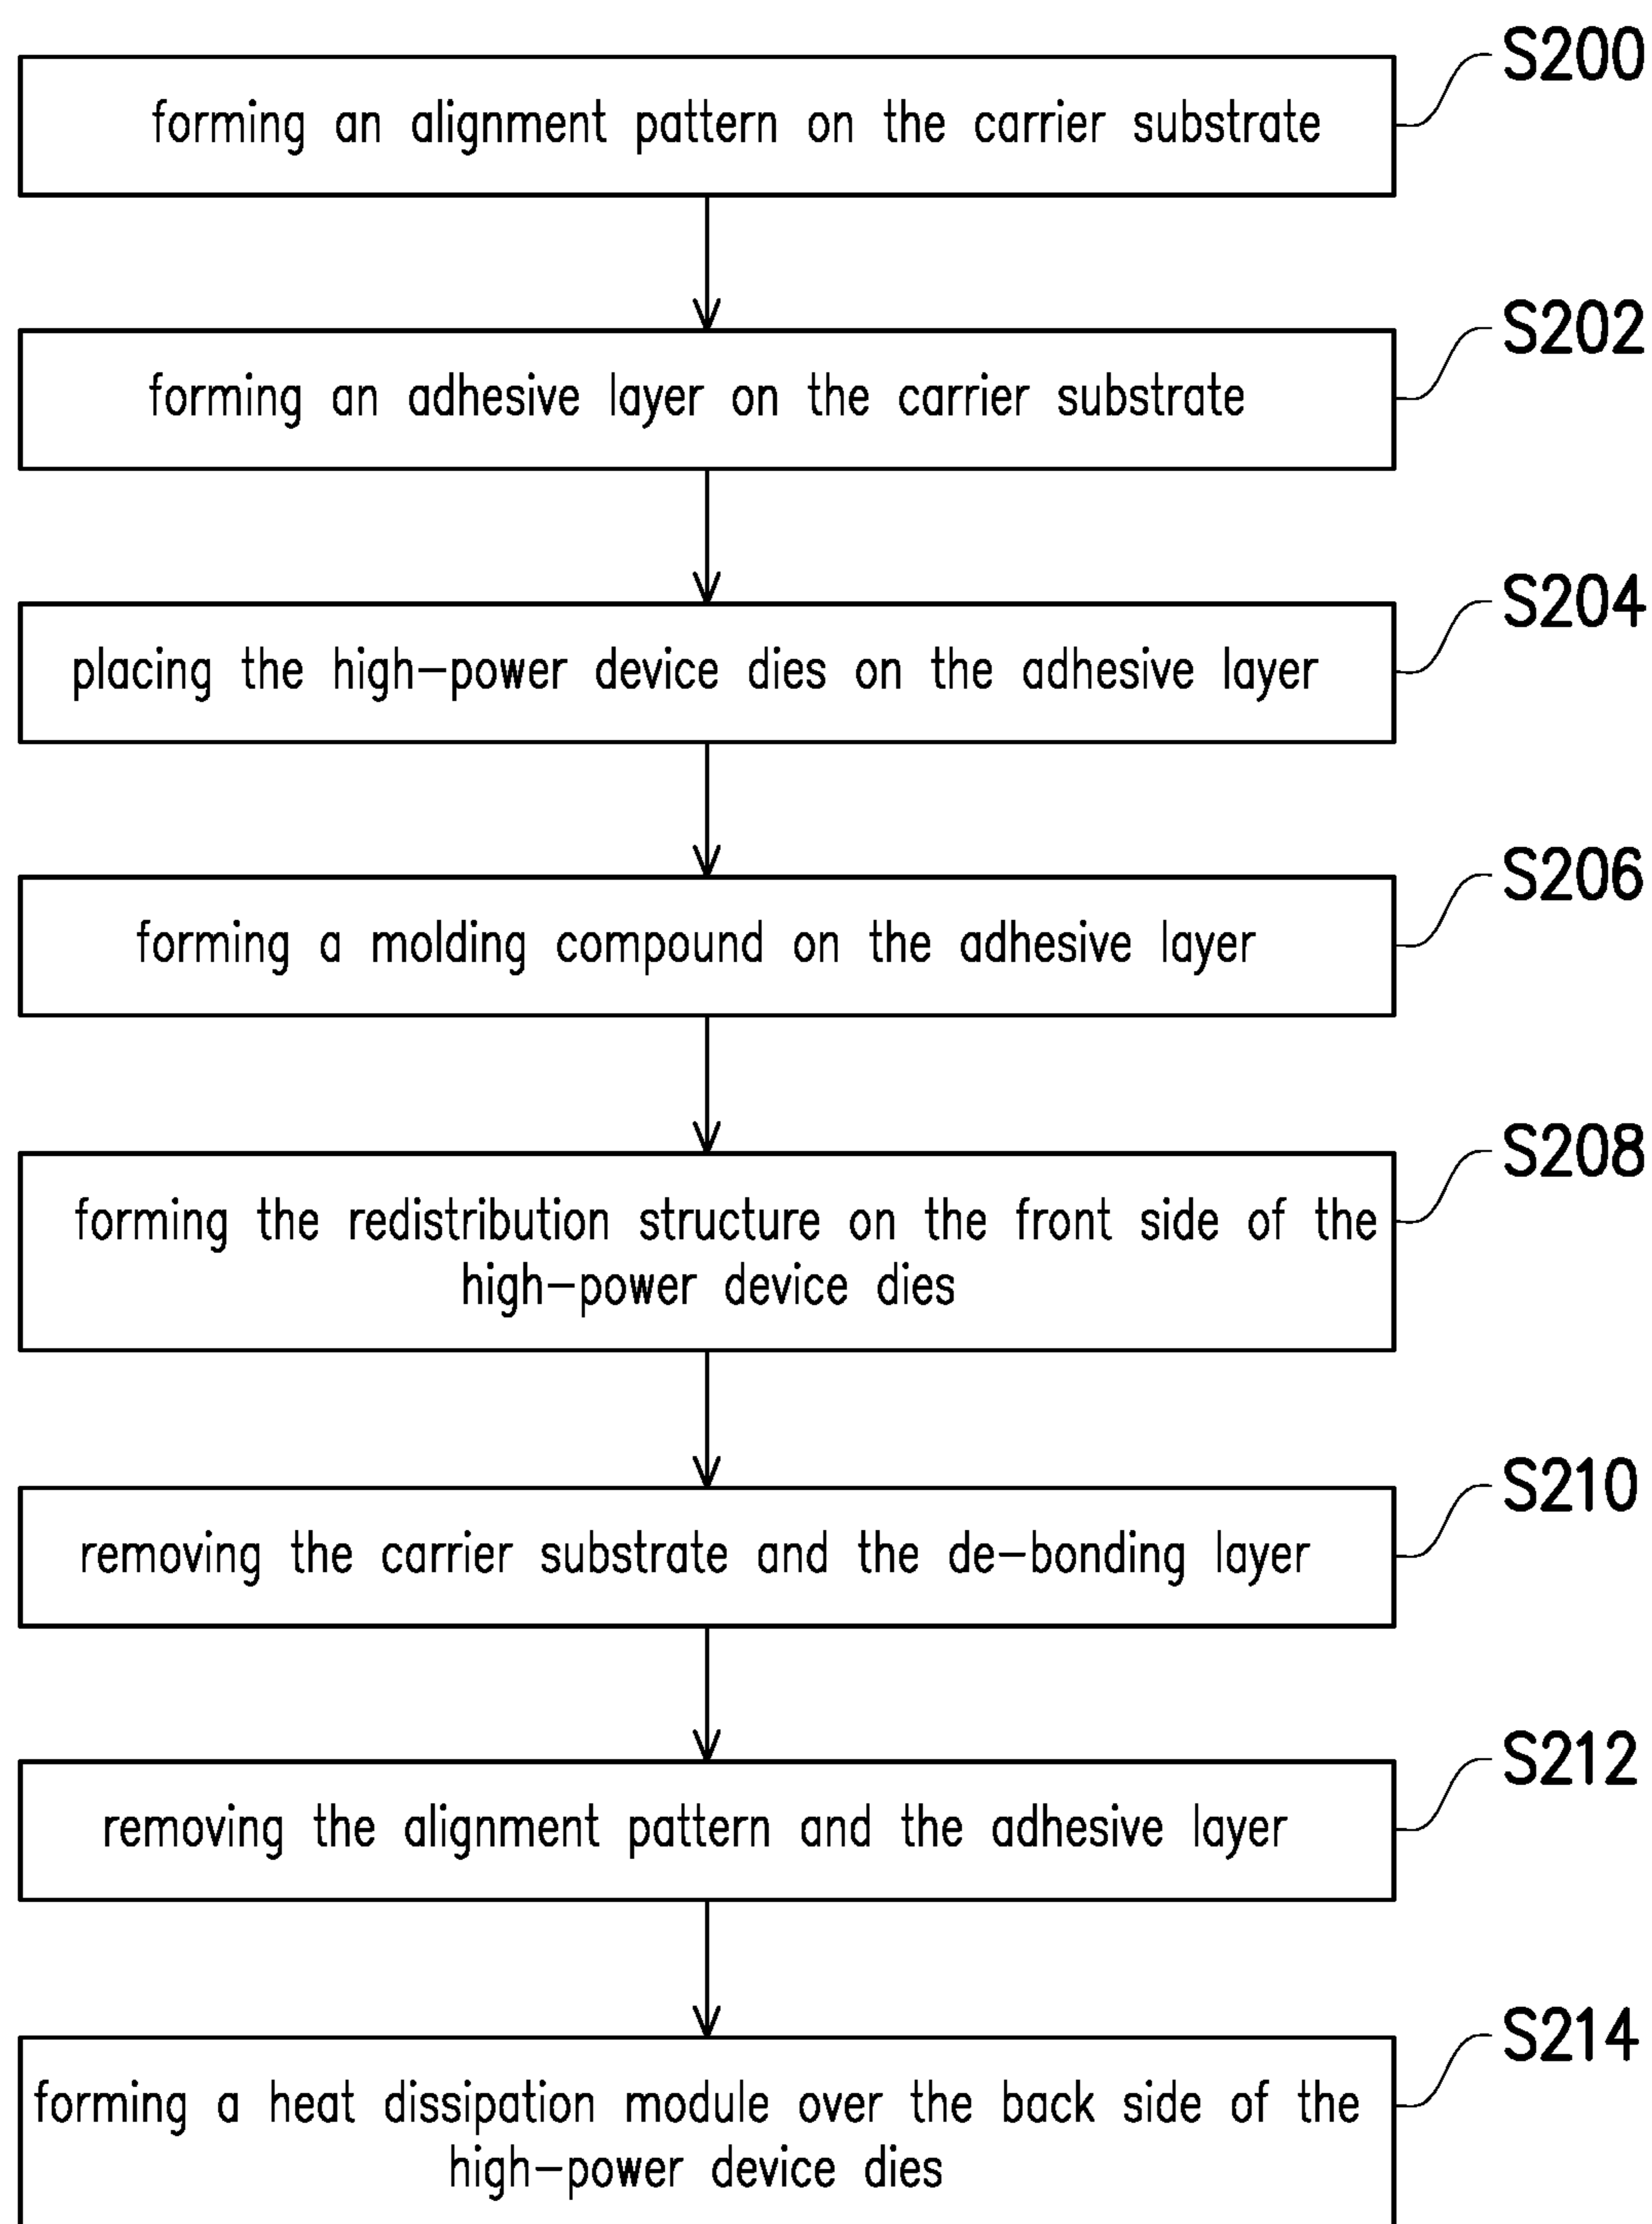 S200
forming an alignment pattern on the carrier substrate
S202
forming an adhesive layer on the carrier substrate
S204
placing the high-power device dies on the adhesive layer
S206
forming a molding compound on the adhesive layer
S208
forming the redistribution structure on the front side of the
high-power device dies
S210
removing the carrier substrate and the de-bonding layer
S212
removing the alignment pattern and the adhesive layer
S214
forming a heat dissipation module over the back side of the
high-power device dies